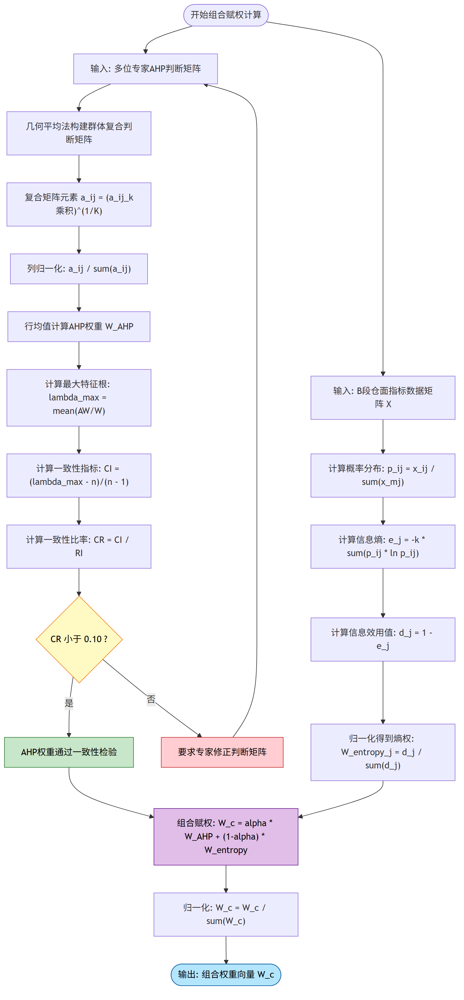 开始组合赋权计算
输入: 多位专家AHP判断矩阵
几何平均法构建群体复合判
断矩阵
复合矩阵元素 a_ij = (a_ij_k
乘积)^(1/K)
列归一化: a_ij / sum(a_ij)
行均值计算AHP权重 W_AHP
计算最大特征根:
lambda_max =
mean(AW/W)
计算一致性指标: CI =
(lambda_max - n)/(n - 1)
计算一致性比率: CR = CI /
RI
CR 小于 0.10 ?
是
否
AHP权重通过一致性检验
要求专家修正判断矩阵
输入: B段仓面指标数据矩
阵 X
计算概率分布: p_ij = x_ij /
sum(x_mj)
计算信息熵: e_j = -k *
sum(p_ij * ln p_ij)
计算信息效用值: d_j = 1 -
e_j
归一化得到熵权:
W_entropy_j = d_j /
sum(d_j)
组合赋权: W_c = alpha *
W_AHP + (1-alpha) *
W_entropy
归一化: W_c = W_c /
sum(W_c)
输出: 组合权重向量 W_c